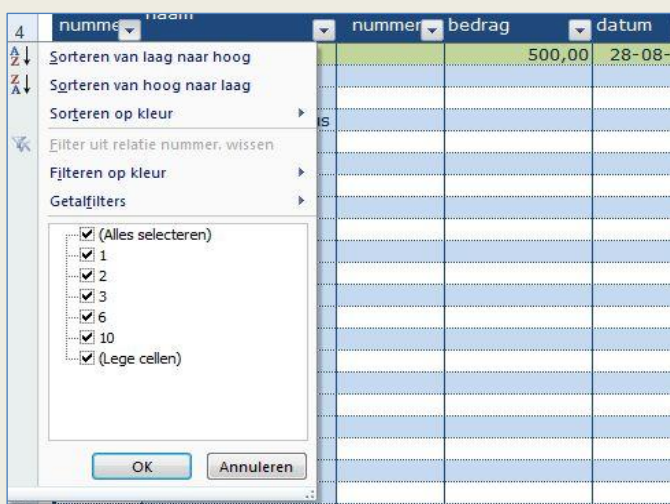 4 numme naam nummer bedrag datum
500,00 28-08-
Sorteren van laag naar hoog
Sorteren van hoog naar laag
Sorteren op kleur
us
Filter uit relatie nummer. wissen
Filteren op kleur
Getalfilters
(Alles selecteren)
1
2
3
6
10
(Lege cellen)
OK Annuleren